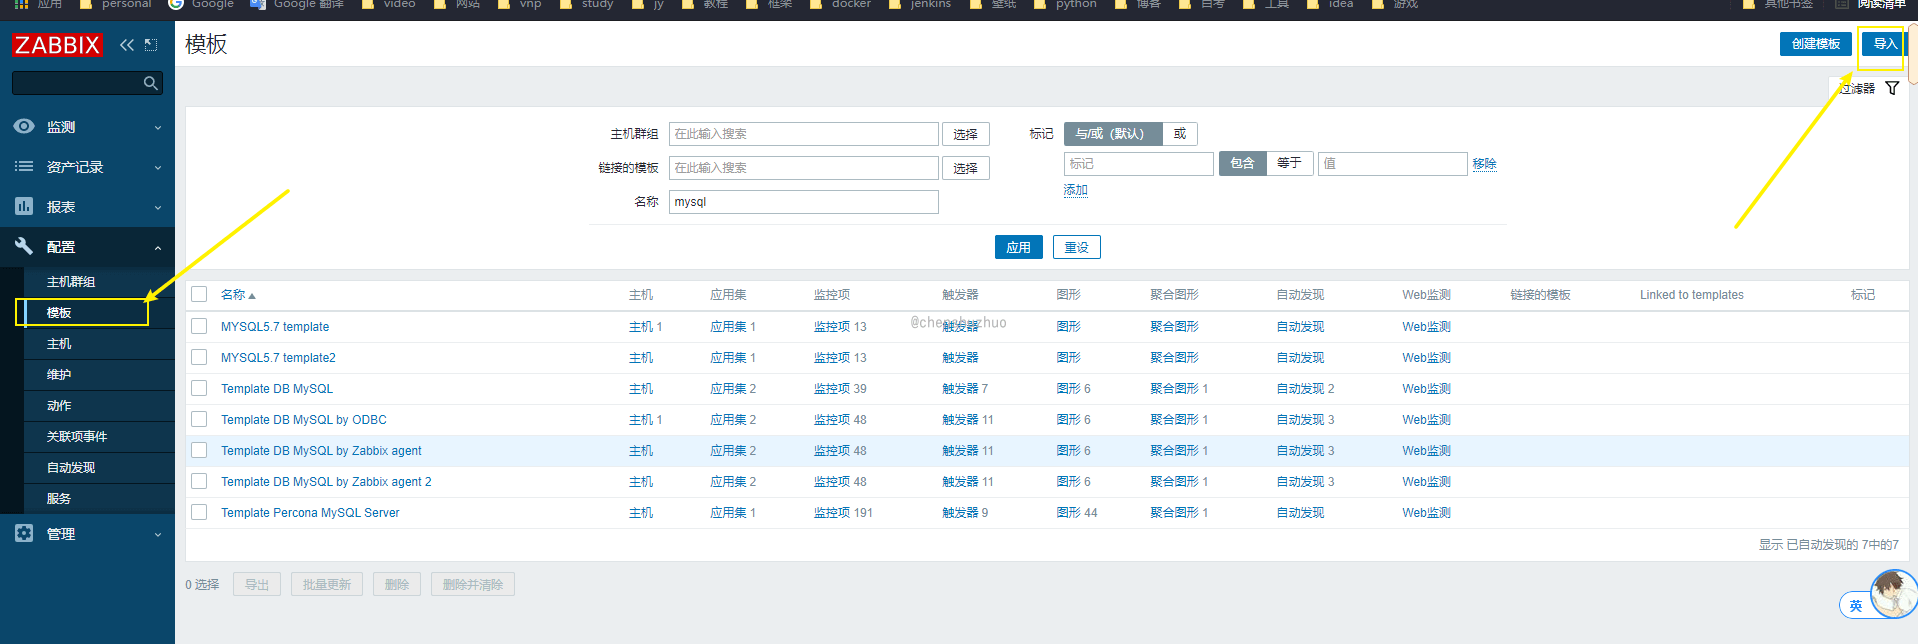 应用 personal Google Google 翻译 video 网站 vnp study jy 教程 框架 docker jenkins 壁纸 python 博客 自考 工具 idea 游戏 其他书签 阅读清单
ZABBIX
模板
创建模板 导入
过滤器
监测
资产记录
报表
配置
主机群组
模板
主机
维护
动作
关联项事件
自动发现
服务
管理
主机群组 在此输入搜索 选择 标记 与/或（默认） 或
链接的模板 在此输入搜索 选择 标记 包含 等于 值 移除
名称 mysql 添加
应用 重设
名称 主机 应用集 监控项 触发器 图形 聚合图形 自动发现 Web监测 链接的模板 Linked to templates 标记
MYSQL5.7 template 主机 1 应用集 1 监控项 13 触发器 图形 聚合图形 自动发现 Web监测
MYSQL5.7 template2 主机 应用集 1 监控项 13 触发器 图形 聚合图形 自动发现 Web监测
Template DB MySQL 主机 应用集 2 监控项 39 触发器 7 图形 6 聚合图形 1 自动发现 2 Web监测
Template DB MySQL by ODBC 主机 1 应用集 2 监控项 48 触发器 11 图形 6 聚合图形 1 自动发现 3 Web监测
Template DB MySQL by Zabbix agent 主机 应用集 2 监控项 48 触发器 11 图形 6 聚合图形 1 自动发现 3 Web监测
Template DB MySQL by Zabbix agent 2 主机 应用集 2 监控项 48 触发器 11 图形 6 聚合图形 1 自动发现 3 Web监测
Template Percona MySQL Server 主机 应用集 1 监控项 191 触发器 9 图形 44 聚合图形 1 自动发现 Web监测
显示 已自动发现的 7中的7
0 选择 导出 批量更新 删除 删除并清除
英